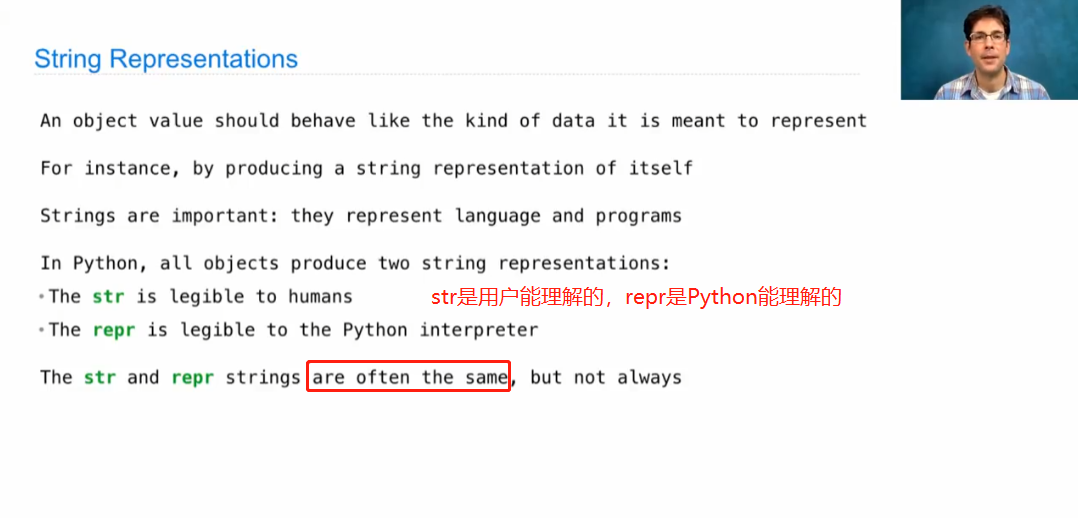 String Representations
An object value should behave like the kind of data it is meant to represent
For instance, by producing a string representation of itself
Strings are important: they represent language and programs
In Python, all objects produce two string representations:
•The str is legible to humans str是用户能理解的，repr是Python能理解的
•The repr is legible to the Python interpreter
The str and repr strings are often the same, but not always